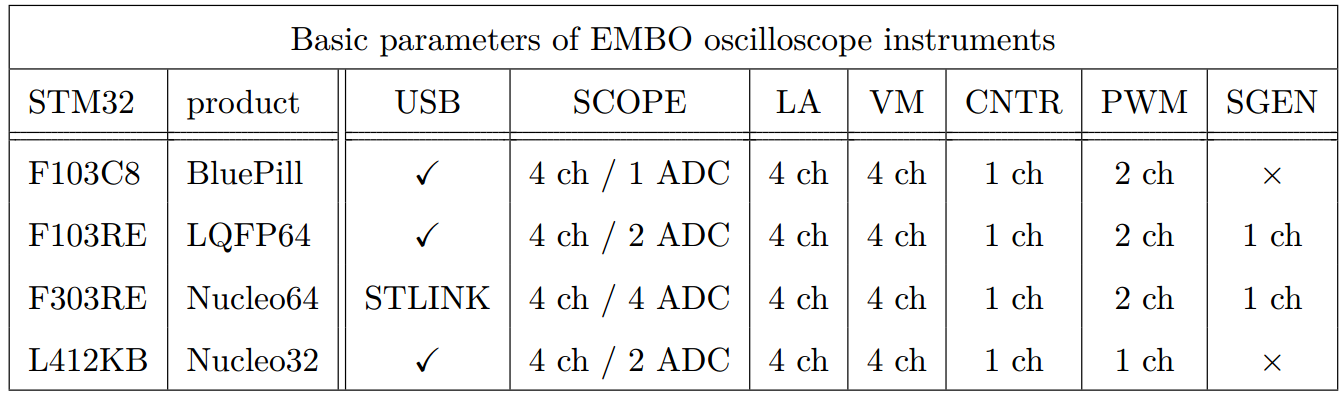 Basic parameters of EMBO oscilloscope instruments
STM32 product USB SCOPE LA VM CNTR PWM SGEN
F103C8 BluePill ✓ 4 ch / 1 ADC 4 ch 4 ch 1 ch 2 ch ×
F103RE LQFP64 ✓ 4 ch / 2 ADC 4 ch 4 ch 1 ch 2 ch 1 ch
F303RE Nucleo64 STLINK 4 ch / 4 ADC 4 ch 4 ch 1 ch 2 ch 1 ch
L412KB Nucleo32 ✓ 4 ch / 2 ADC 4 ch 4 ch 1 ch 1 ch ×